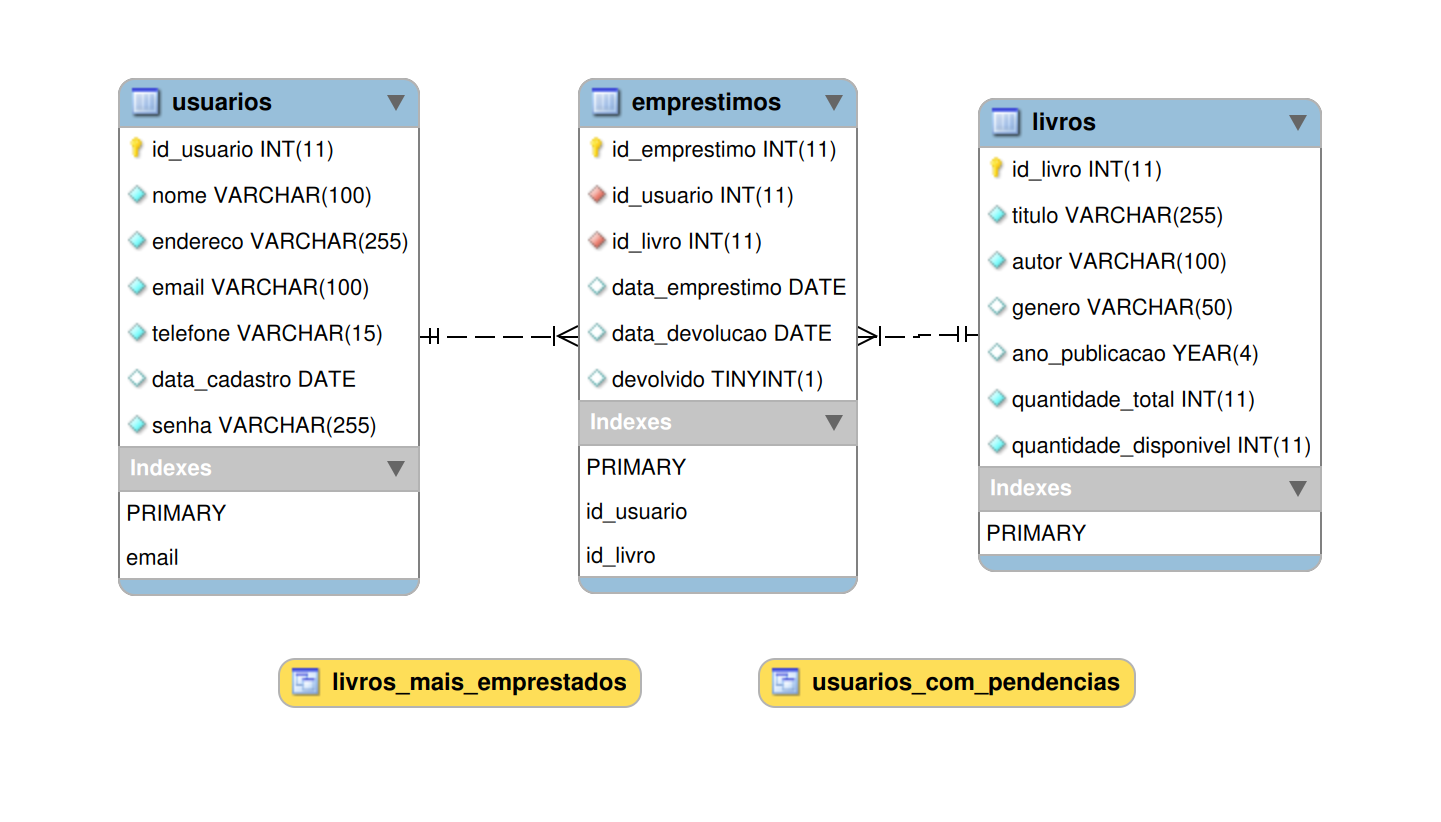 usuarios
id_usuario INT(11)
nome VARCHAR(100)
endereco VARCHAR(255)
email VARCHAR(100)
telefone VARCHAR(15)
data_cadastro DATE
senha VARCHAR(255)
Indexes
PRIMARY
email
emprestimos
id_emprestimo INT(11)
id_usuario INT(11)
id_livro INT(11)
data_emprestimo DATE
data_devolucao DATE
devolvido TINYINT(1)
Indexes
PRIMARY
id_usuario
id_livro
livros
id_livro INT(11)
titulo VARCHAR(255)
autor VARCHAR(100)
genero VARCHAR(50)
ano_publicacao YEAR(4)
quantidade_total INT(11)
quantidade_disponivel INT(11)
Indexes
PRIMARY
livros_mais_emprestados
usuarios_com_pendencias